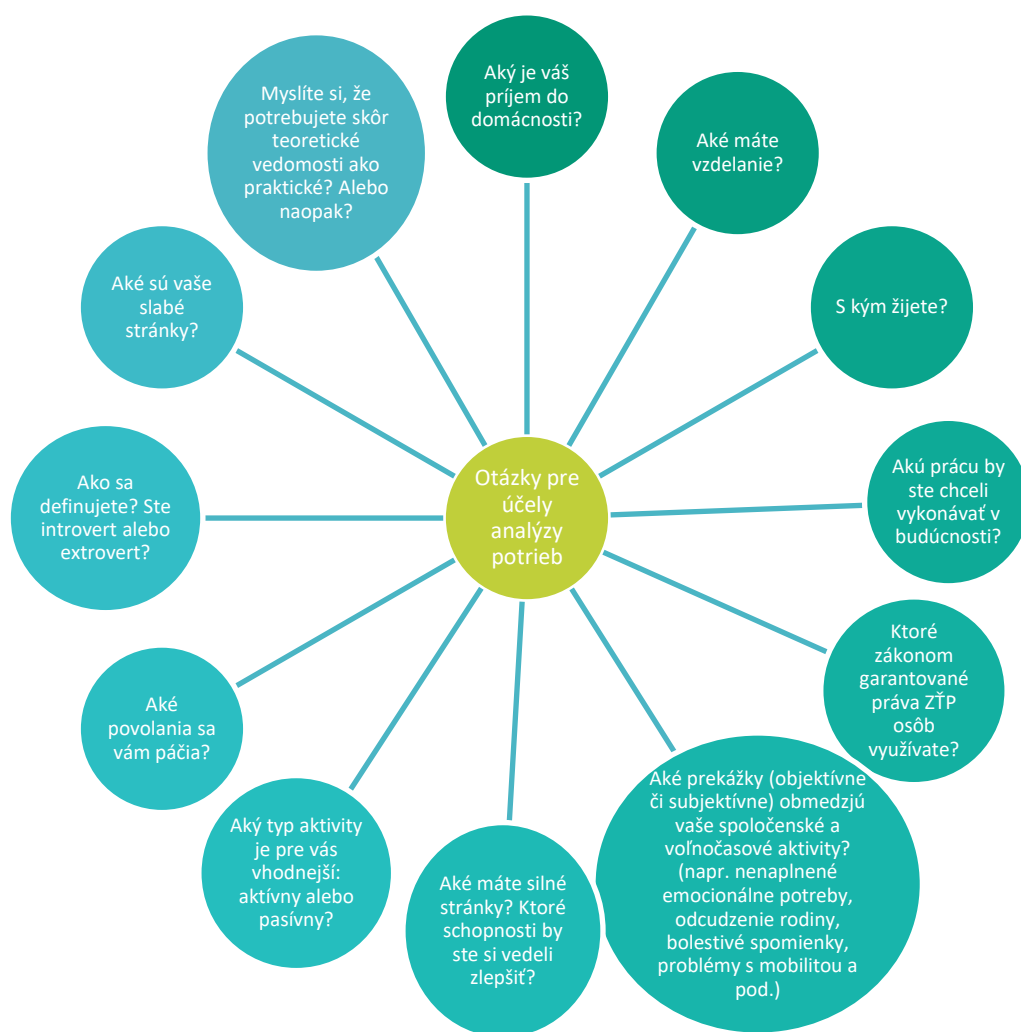 Aký je váš
príjem do
domácnosti?
Aké máte
vzdelanie?
S kým žijete?
Akú prácu by
ste chceli
vykonávať v
budúcnosti?
Ktoré
zákonom
garantované
práva ZŤP
osôb
využívate?
Aké prekážky (objektívne
či subjektívne) obmedzjú
vaše spoločenské a
voľnočasové aktivity?
(napr. nenaplnené
emocionálne potreby,
odcudzenie rodiny,
bolestivé spomienky,
problémy s mobilitou a
pod.)
Aké máte silné
stránky? Ktoré
schopnosti by
ste si vedeli
zlepšiť?
Aký typ aktivity
je pre vás
vhodnejší:
aktívny alebo
pasívny?
Aké
povolania sa
vám páčia?
Ako sa
definujete? Ste
introvert alebo
extrovert?
Aké sú vaše
slabé
stránky?
Myslíte si, že
potrebujete skôr
teoretické
vedomosti ako
praktické? Alebo
naopak?
Otázky pre
účely
analýzy
potrieb